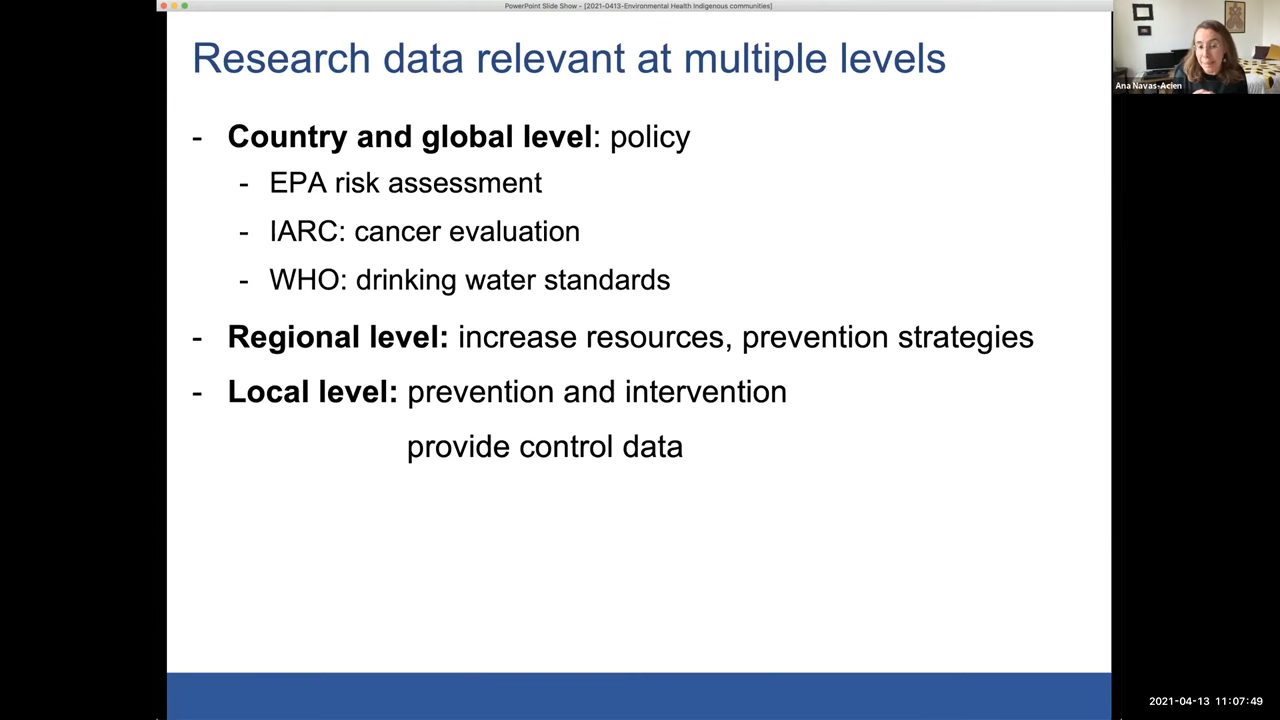 PowerPoint Slide Show - [2021-0413-Environmental Health Indigenous communities]
Research data relevant at multiple levels
- Country and global level: policy
- EPA risk assessment
- IARC: cancer evaluation
- WHO: drinking water standards
- Regional level: increase resources, prevention strategies
- Local level: prevention and intervention
provide control data
Ana Navas-Acien
2021-04-13 11:07:49